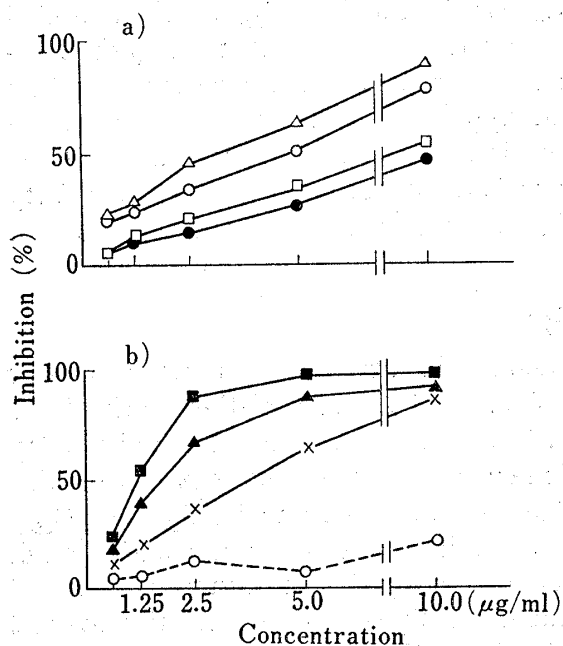 a)
100
50
0
Inhibition (%)
b)
100
50
0
1.25 2.5 5.0 10.0 (μg/ml)
Concentration